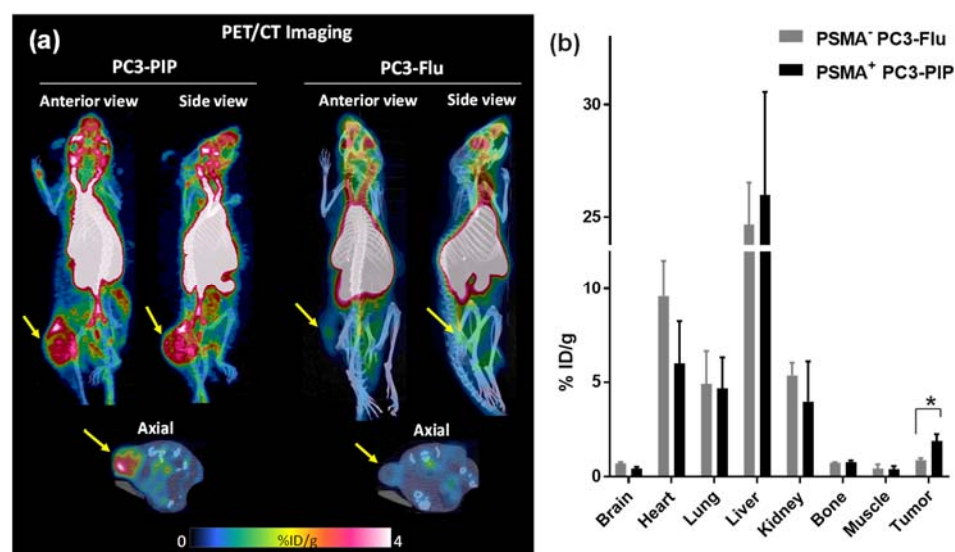 (a)
PET/CT Imaging
PC3-PIP
PC3-Flu
Anterior view
Side view
Anterior view
Side view
Axial
Axial
0
%ID/g
4
(b)
PSMA⁻ PC3-Flu
PSMA⁺ PC3-PIP
% ID/g
30
25
10
5
0
*
Brain
Heart
Lung
Liver
Kidney
Bone
Muscle
Tumor